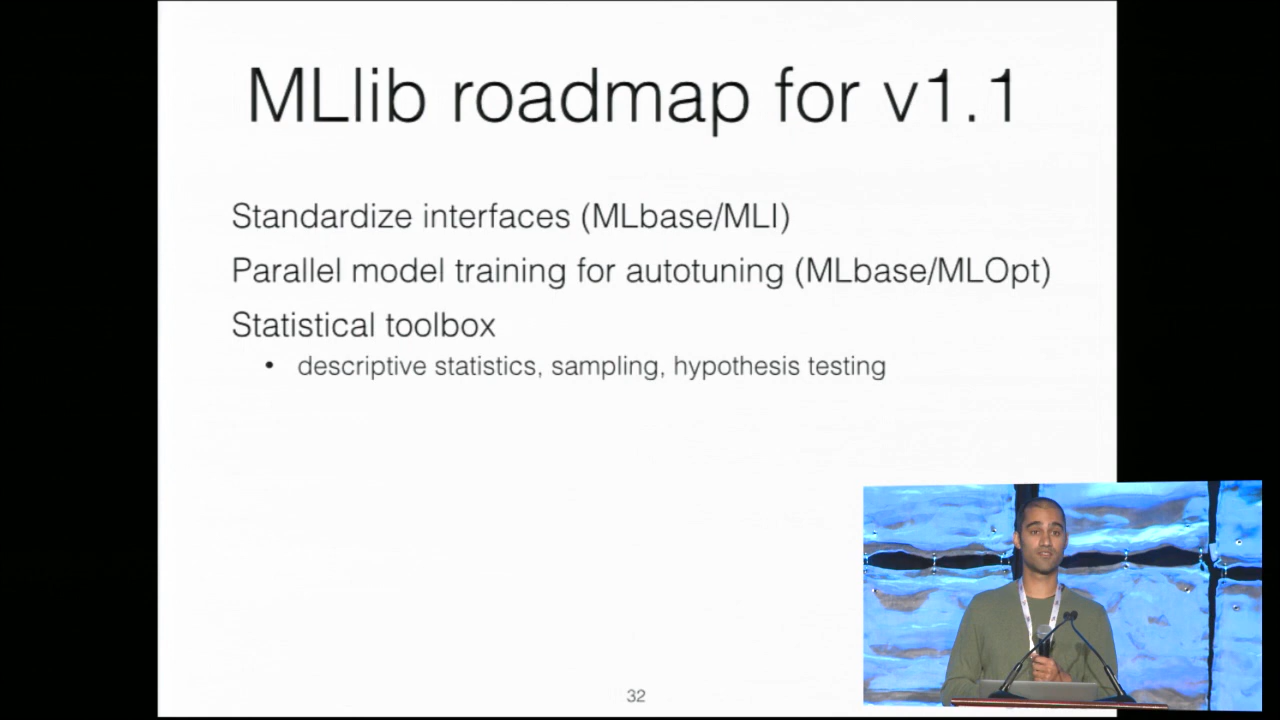 MLlib roadmap for v1.1
Standardize interfaces (MLbase/MLI)
Parallel model training for autotuning (MLbase/MLOpt)
Statistical toolbox
• descriptive statistics, sampling, hypothesis testing
32